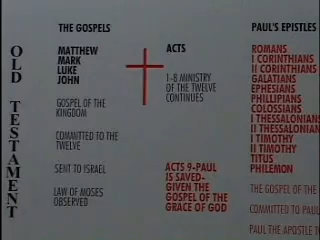 OLD TESTAMENT
THE GOSPELS
MATTHEW
MARK
LUKE
JOHN
GOSPEL OF THE
KINGDOM
COMMITTED TO THE
TWELVE
SENT TO ISRAEL
LAW OF MOSES
OBSERVED
ACTS
1-8 MINISTRY
OF THE TWELVE
CONTINUES
ACTS 9-PAUL
IS SAVED-
GIVEN THE
GOSPEL OF THE
GRACE OF GOD
PAUL'S EPISTLES
ROMANS
I CORINTHIANS
II CORINTHIANS
GALATIANS
EPHESIANS
PHILLIPIANS
COLOSSIANS
I THESSALONIANS
II THESSALONIAN
I TIMOTHY
II TIMOTHY
TITUS
PHILEMON
THE GOSPEL OF THE
COMMITTED TO PAUL
PAUL THE APOSTLE